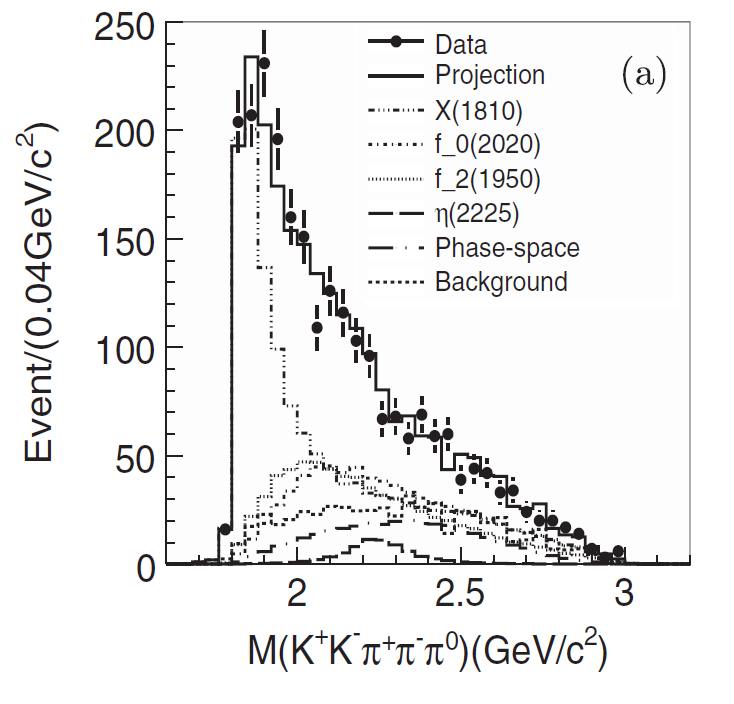 250
200
150
100
50
0
Event/(0.04GeV/c²)
Data
Projection
X(1810)
f_0(2020)
f_2(1950)
η(2225)
Phase-space
Background
(a)
2
2.5
3
M(K⁺K⁻π⁺π⁻π⁰)(GeV/c²)